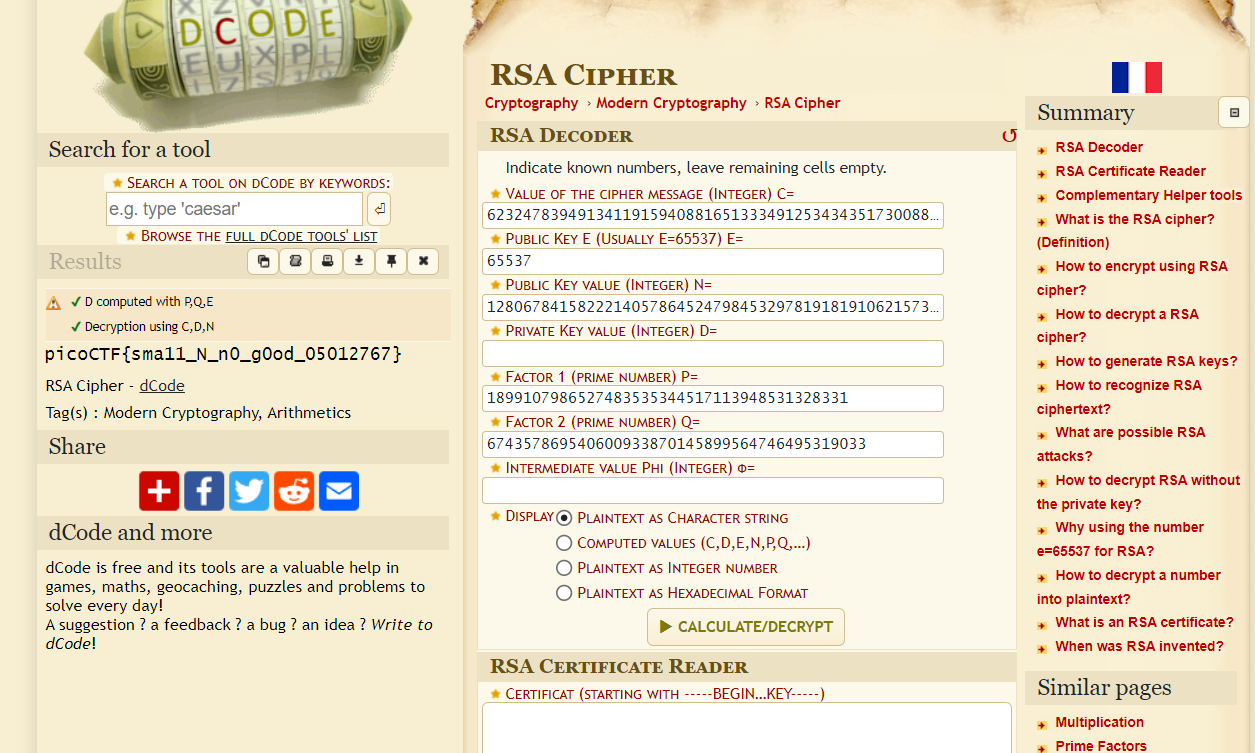 DCODE
Search for a tool
SEARCH A TOOL ON DCODE BY KEYWORDS:
e.g. type 'caesar'
BROWSE THE FULL DCODE TOOLS' LIST
Results
D computed with P,Q,E
Decryption using C,D,N
picoCTF{sma11_N_n0_g0od_05012767}
RSA Cipher - dCode
Tag(s) : Modern Cryptography, Arithmetics
Share
dCode and more
dCode is free and its tools are a valuable help in
games, maths, geocaching, puzzles and problems to
solve every day!
A suggestion ? a feedback ? a bug ? an idea ? Write to
dCode!
RSA CIPHER
Cryptography › Modern Cryptography › RSA Cipher
RSA DECODER
Indicate known numbers, leave remaining cells empty.
VALUE OF THE CIPHER MESSAGE (INTEGER) C=
6232478394913411915940881651333491253434351730088…
PUBLIC KEY E (USUALLY E=65537) E=
65537
PUBLIC KEY VALUE (INTEGER) N=
1280678415822214057864524798453297819181910621573…
PRIVATE KEY VALUE (INTEGER) D=
FACTOR 1 (PRIME NUMBER) P=
1899107986527483535344517113948531328331
FACTOR 2 (PRIME NUMBER) Q=
674357869540600933870145899564746495319033
INTERMEDIATE VALUE PHI (INTEGER) Φ=
DISPLAY PLAINTEXT AS CHARACTER STRING
COMPUTED VALUES (C,D,E,N,P,Q,...)
PLAINTEXT AS INTEGER NUMBER
PLAINTEXT AS HEXADECIMAL FORMAT
CALCULATE/DECRYPT
RSA CERTIFICATE READER
CERTIFICAT (STARTING WITH -----BEGIN...KEY-----)
Summary
RSA Decoder
RSA Certificate Reader
Complementary Helper tools
What is the RSA cipher?
(Definition)
How to encrypt using RSA
cipher?
How to decrypt a RSA
cipher?
How to generate RSA keys?
How to recognize RSA
ciphertext?
What are possible RSA
attacks?
How to decrypt RSA without
the private key?
Why using the number
e=65537 for RSA?
How to decrypt a number
into plaintext?
What is an RSA certificate?
When was RSA invented?
Similar pages
Multiplication
Prime Factors